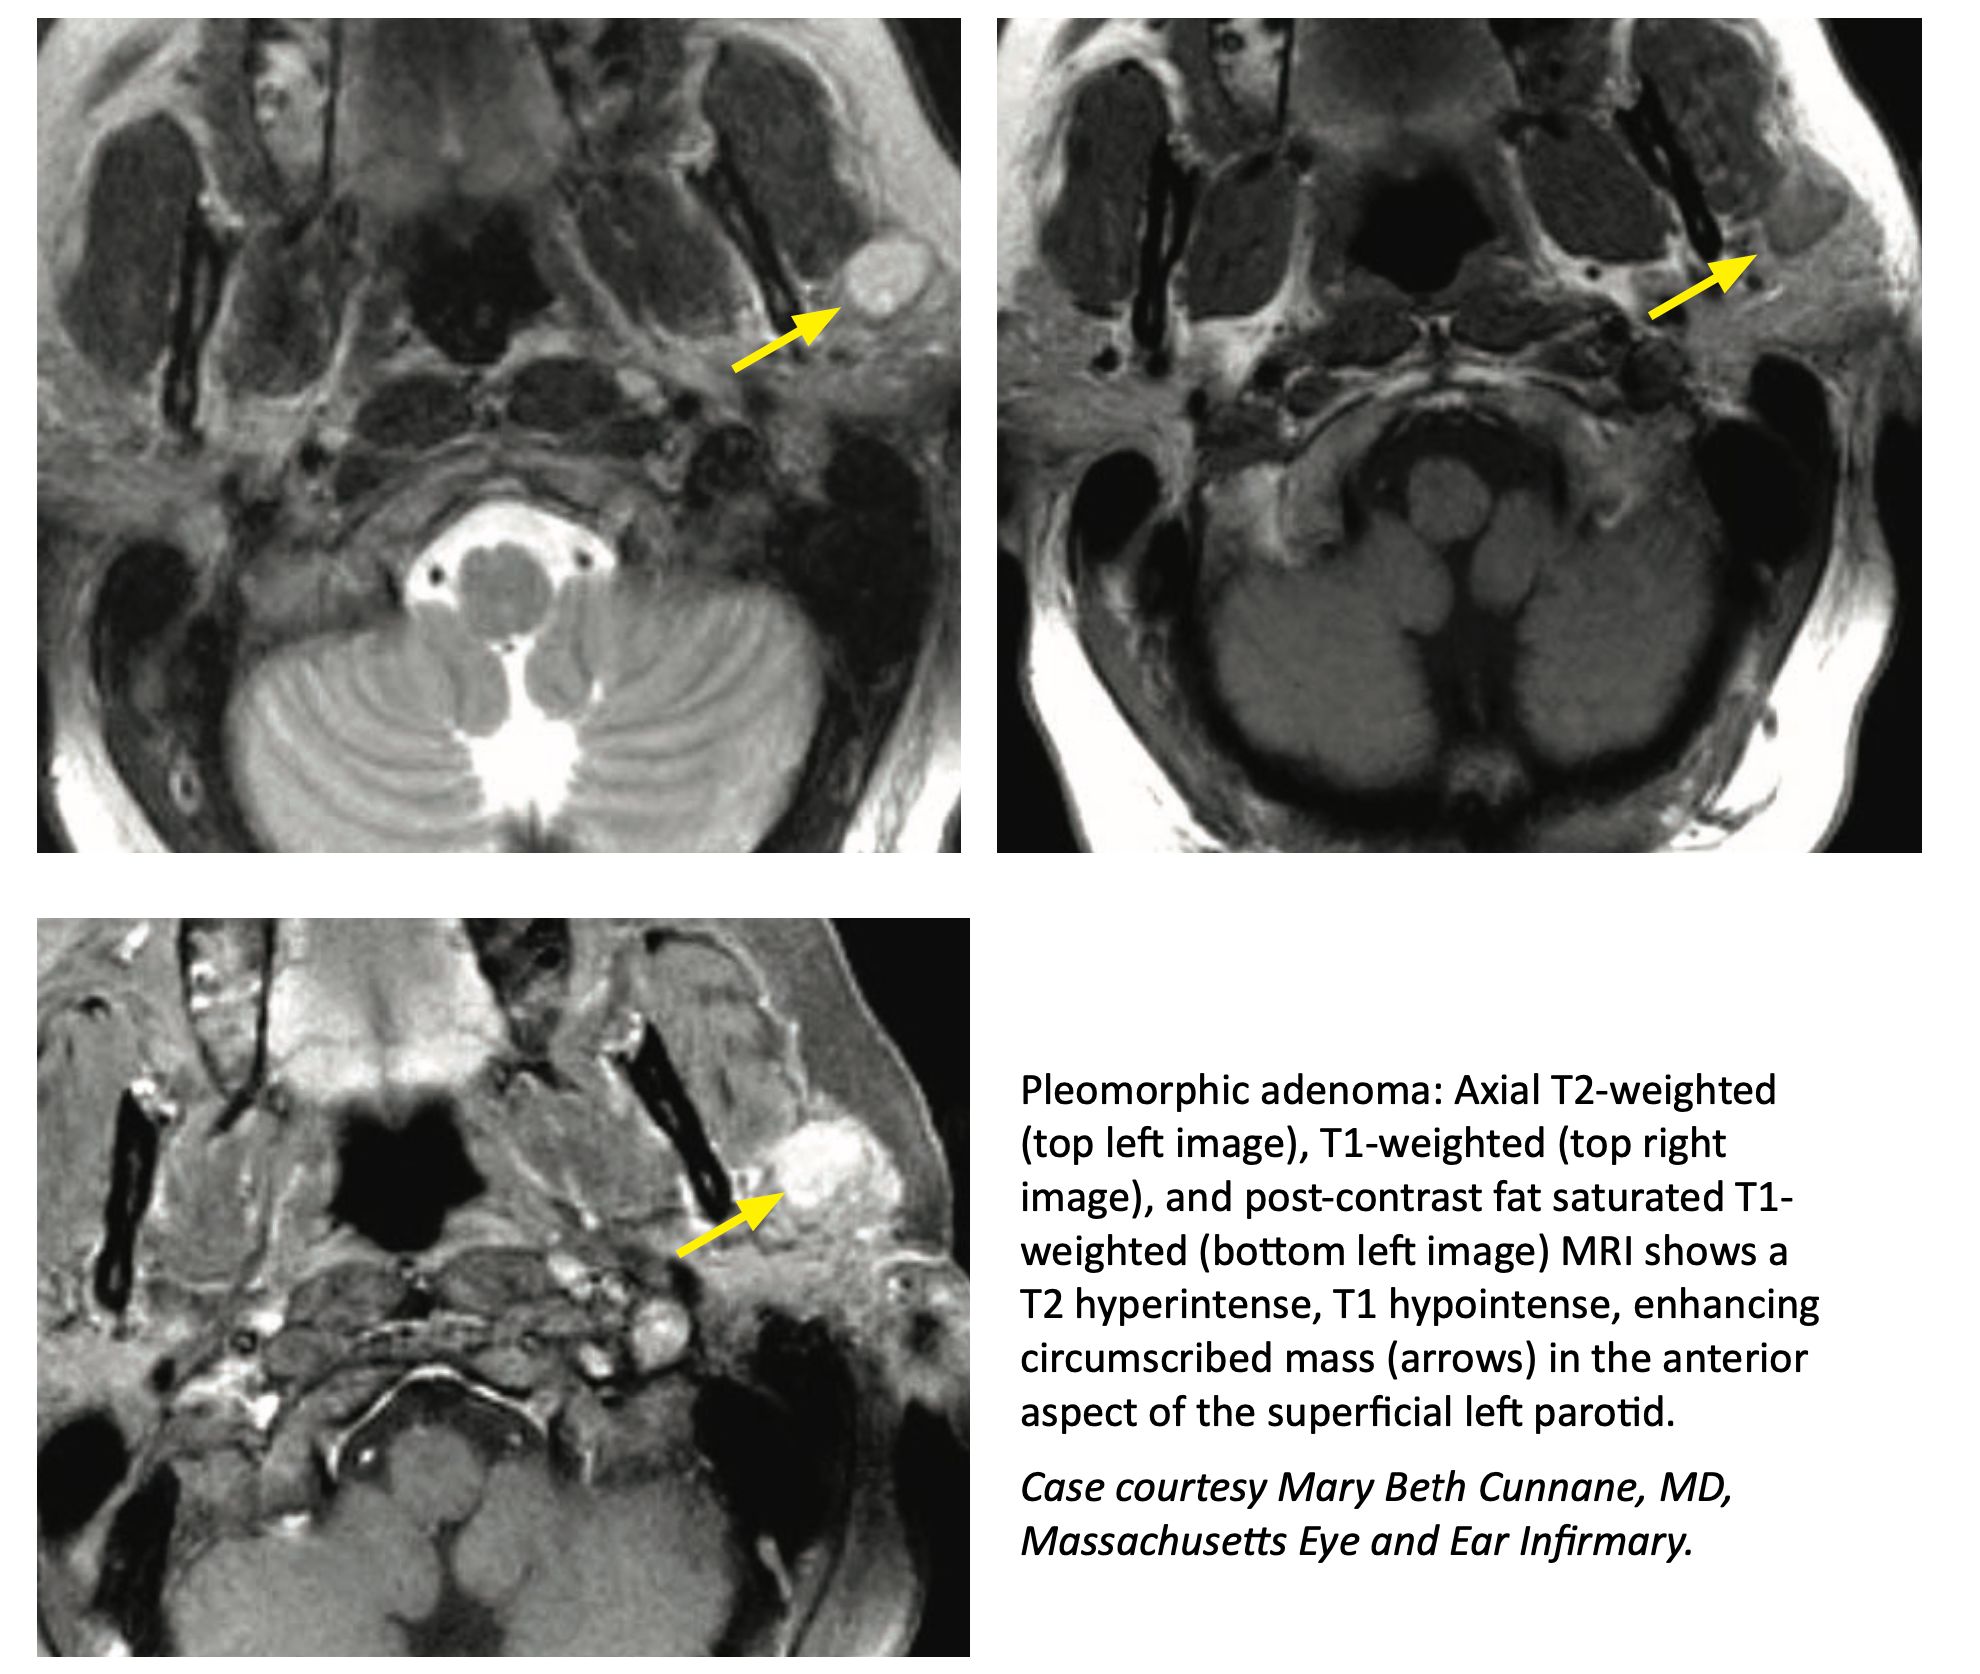 Pleomorphic adenoma: Axial T2-weighted
(top left image), T1-weighted (top right
image), and post-contrast fat saturated T1-
weighted (bottom left image) MRI shows a
T2 hyperintense, T1 hypointense, enhancing
circumscribed mass (arrows) in the anterior
aspect of the superficial left parotid.
Case courtesy Mary Beth Cunnane, MD,
Massachusetts Eye and Ear Infirmary.